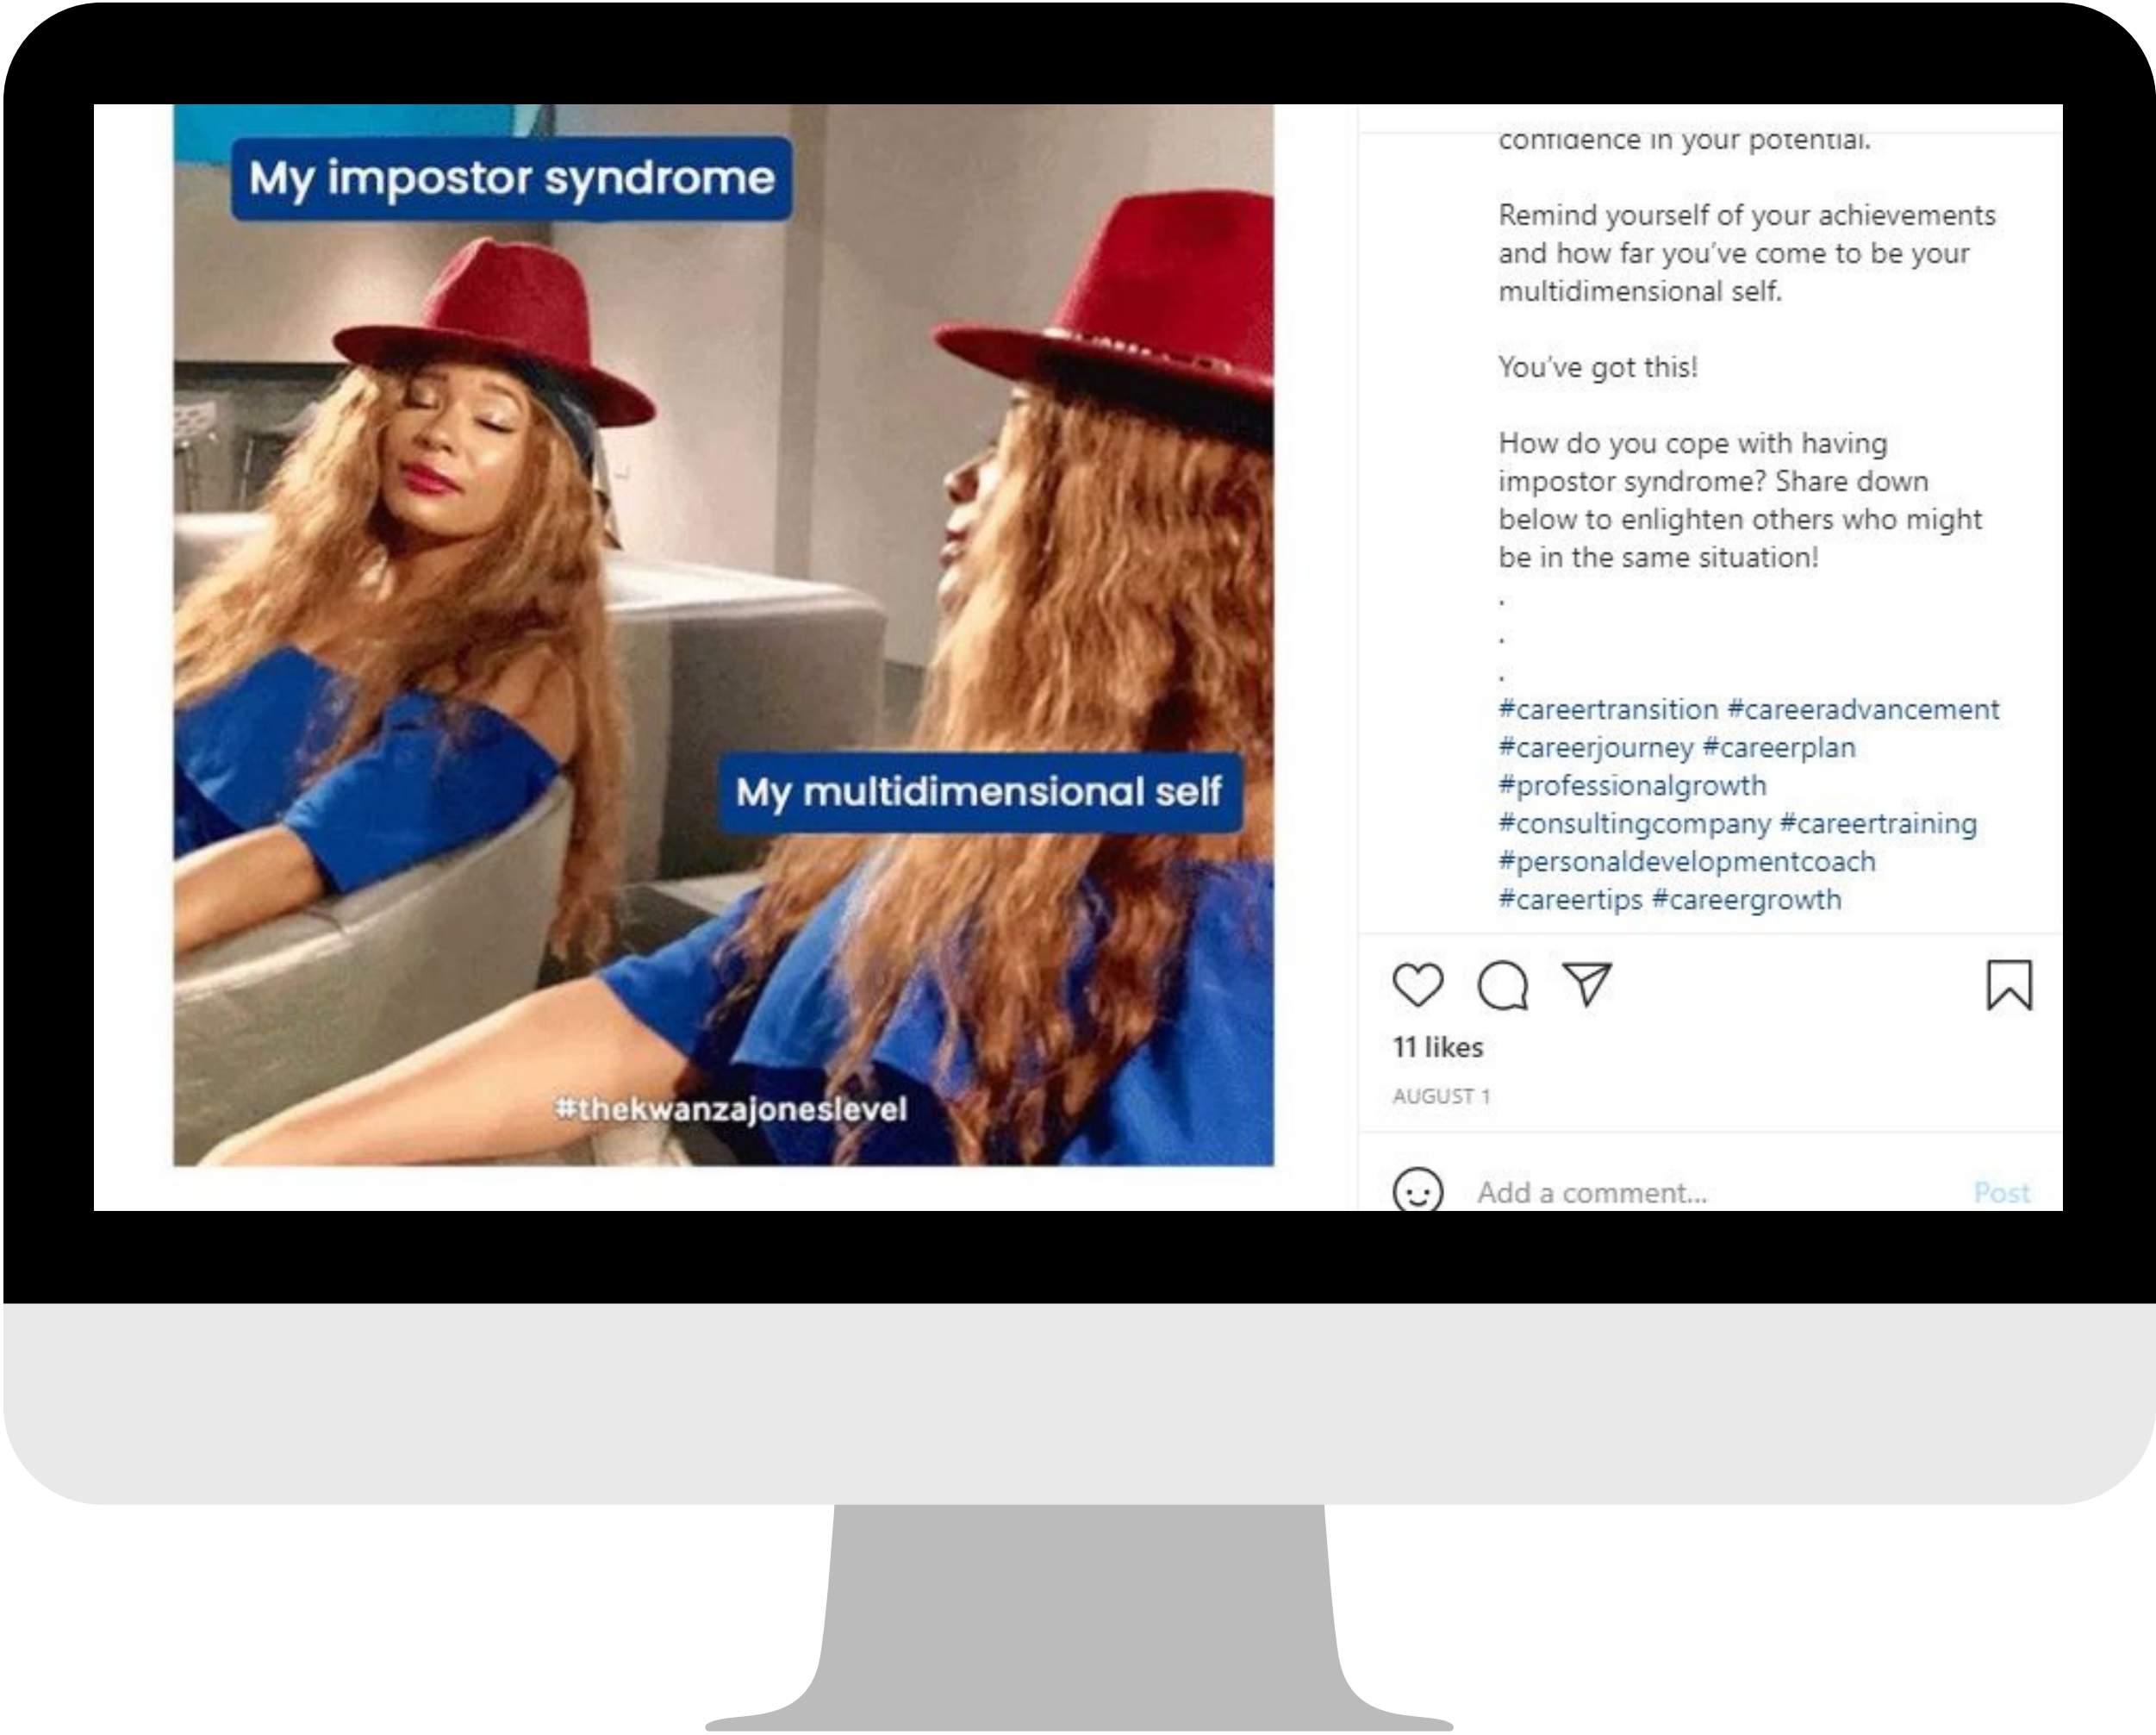 My impostor syndrome
My multidimensional self
#thekwanzajoneslevel
confidence in your potential.
Remind yourself of your achievements
and how far you've come to be your
multidimensional self.
You've got this!
How do you cope with having
impostor syndrome? Share down
below to enlighten others who might
be in the same situation!
.
.
.
#careertransition #careeradvancement
#careerjourney #careerplan
#professionalgrowth
#consultingcompany #careertraining
#personaldevelopmentcoach
#careertips #careergrowth
11 likes
AUGUST 1
Add a comment...
Post